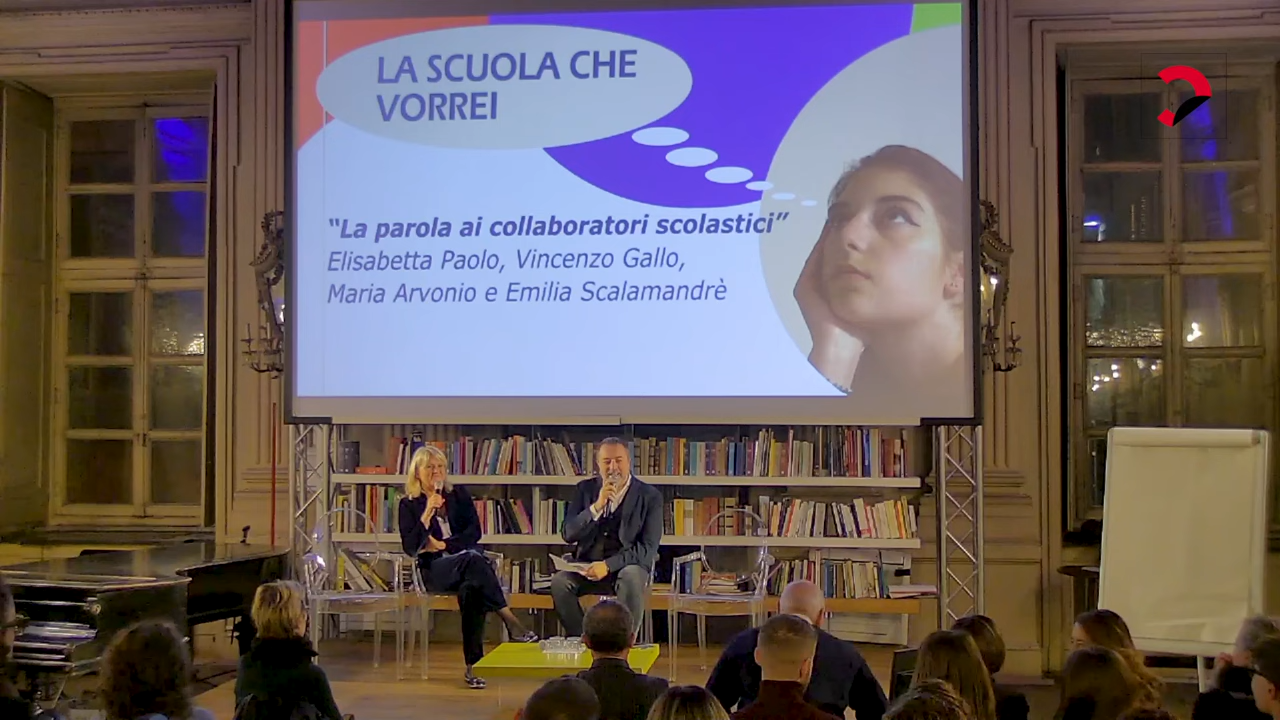 LA SCUOLA CHE
VORREI
“La parola ai collaboratori scolastici”
Elisabetta Paolo, Vincenzo Gallo,
Maria Arvonio e Emilia Scalamandrè